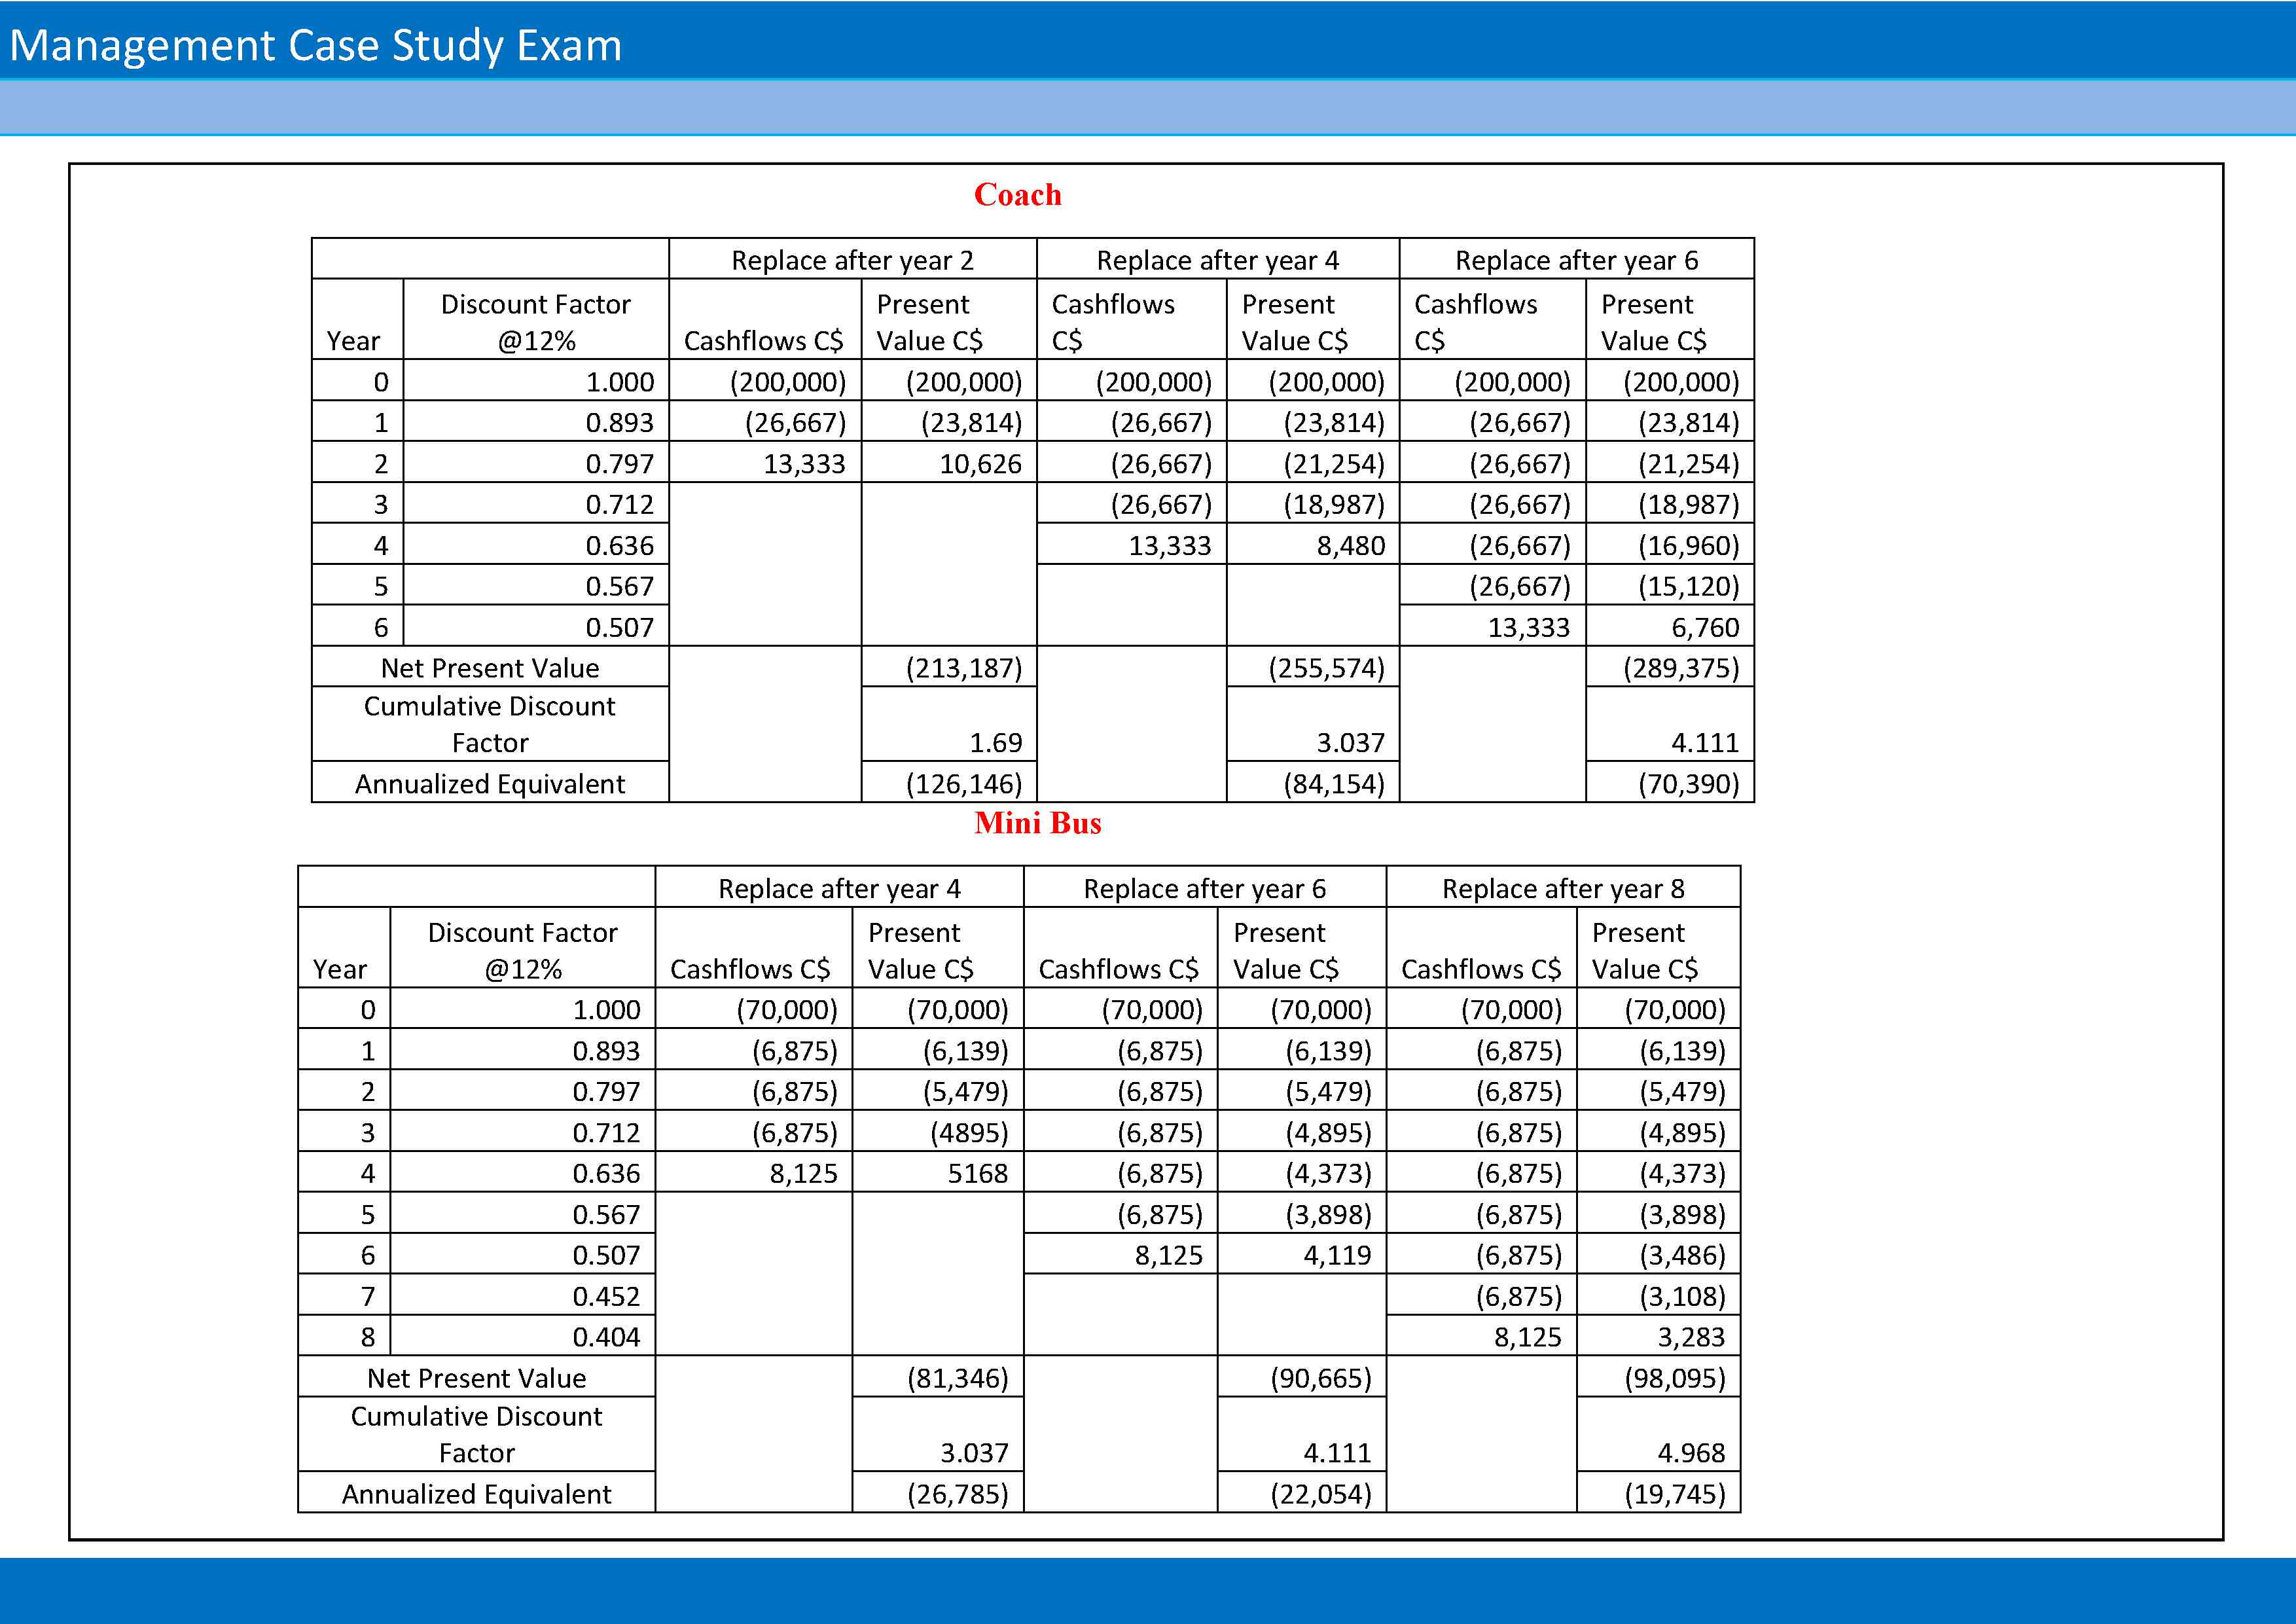 Management Case Study Exam
Coach
Replace after year 2 Replace after year 4 Replace after year 6
Year Discount Factor @12% Cashflows C$ Present Value C$ Cashflows C$ Present Value C$ Cashflows C$ Present Value C$
0 1.000 (200,000) (200,000) (200,000) (200,000) (200,000) (200,000)
1 0.893 (26,667) (23,814) (26,667) (23,814) (26,667) (23,814)
2 0.797 13,333 10,626 (26,667) (21,254) (26,667) (21,254)
3 0.712 (26,667) (18,987) (26,667) (18,987)
4 0.636 13,333 8,480 (26,667) (16,960)
5 0.567 (26,667) (15,120)
6 0.507 13,333 6,760
Net Present Value (213,187) (255,574) (289,375)
Cumulative Discount Factor 1.69 3.037 4.111
Annualized Equivalent (126,146) (84,154) (70,390)
Mini Bus
Replace after year 4 Replace after year 6 Replace after year 8
Year Discount Factor @12% Cashflows C$ Present Value C$ Cashflows C$ Present Value C$ Cashflows C$ Present Value C$
0 1.000 (70,000) (70,000) (70,000) (70,000) (70,000) (70,000)
1 0.893 (6,875) (6,139) (6,875) (6,139) (6,875) (6,139)
2 0.797 (6,875) (5,479) (6,875) (5,479) (6,875) (5,479)
3 0.712 (6,875) (4895) (6,875) (4,895) (6,875) (4,895)
4 0.636 8,125 5168 (6,875) (4,373) (6,875) (4,373)
5 0.567 (6,875) (3,898) (6,875) (3,898)
6 0.507 8,125 4,119 (6,875) (3,486)
7 0.452 (6,875) (3,108)
8 0.404 8,125 3,283
Net Present Value (81,346) (90,665) (98,095)
Cumulative Discount Factor 3.037 4.111 4.968
Annualized Equivalent (26,785) (22,054) (19,745)